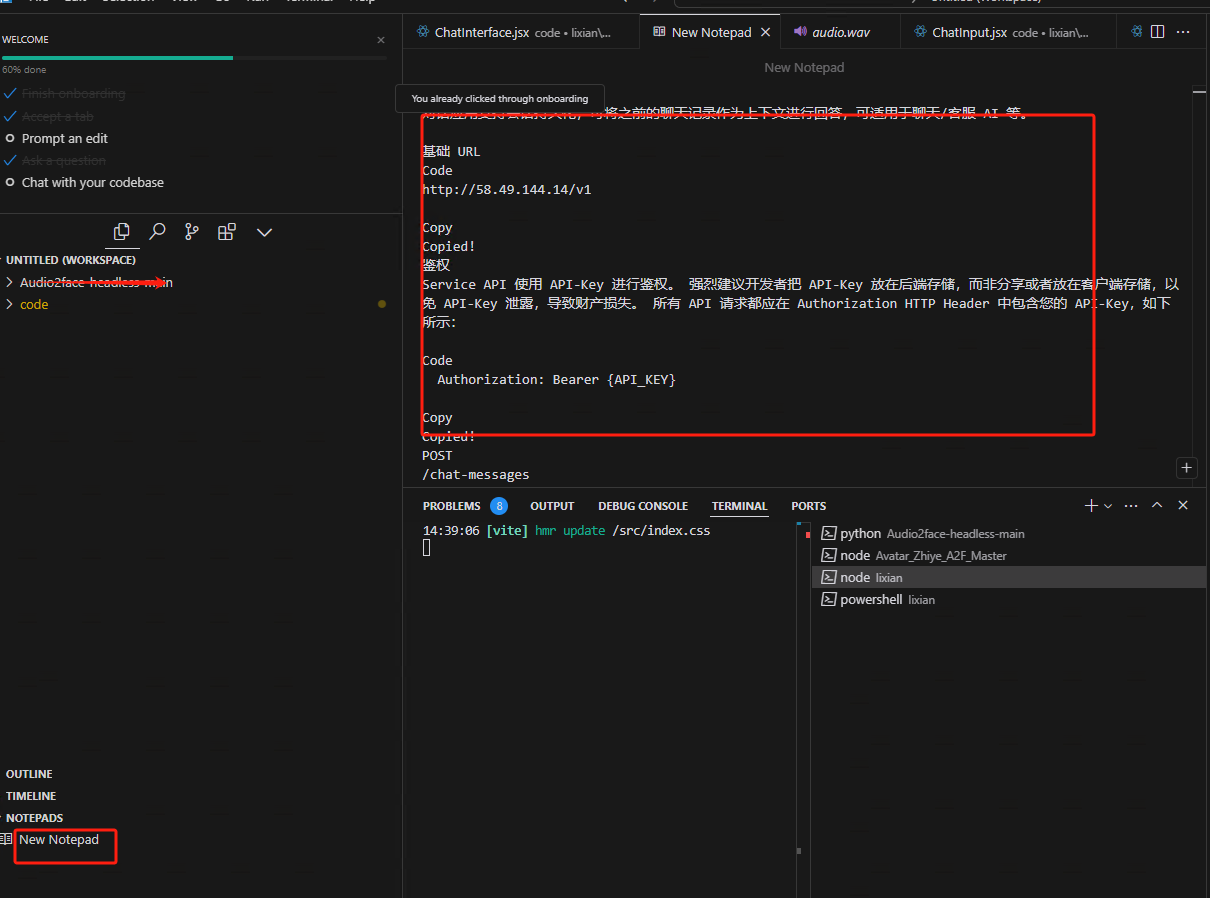 WELCOME
60% done
Finish onboarding
Accept a tab
Prompt an edit
Ask a question
Chat with your codebase
UNTITLED (WORKSPACE)
Audio2face-headless-main
code
OUTLINE
TIMELINE
NOTEPADS
New Notepad
ChatInterface.jsx code • lixian\...
New Notepad
audio.wav
ChatInput.jsx code • lixian\...
New Notepad
You already clicked through onboarding
可将之前的聊天记录作为上下文进行回答，可适用于聊天/客服 AI 等。
基础 URL
Code
http://58.49.144.14/v1
Copy
Copied!
鉴权
Service API 使用 API-Key 进行鉴权。 强烈建议开发者把 API-Key 放在后端存储，而非分享或者放在客户端存储，以
免 API-Key 泄露，导致财产损失。 所有 API 请求都应在 Authorization HTTP Header 中包含您的 API-Key，如下
所示：
Code
Authorization: Bearer {API_KEY}
Copy
Copied!
POST
/chat-messages
PROBLEMS 8 OUTPUT DEBUG CONSOLE TERMINAL PORTS
14:39:06 [vite] hmr update /src/index.css
python Audio2face-headless-main
node Avatar_Zhiye_A2F_Master
node lixian
powershell lixian